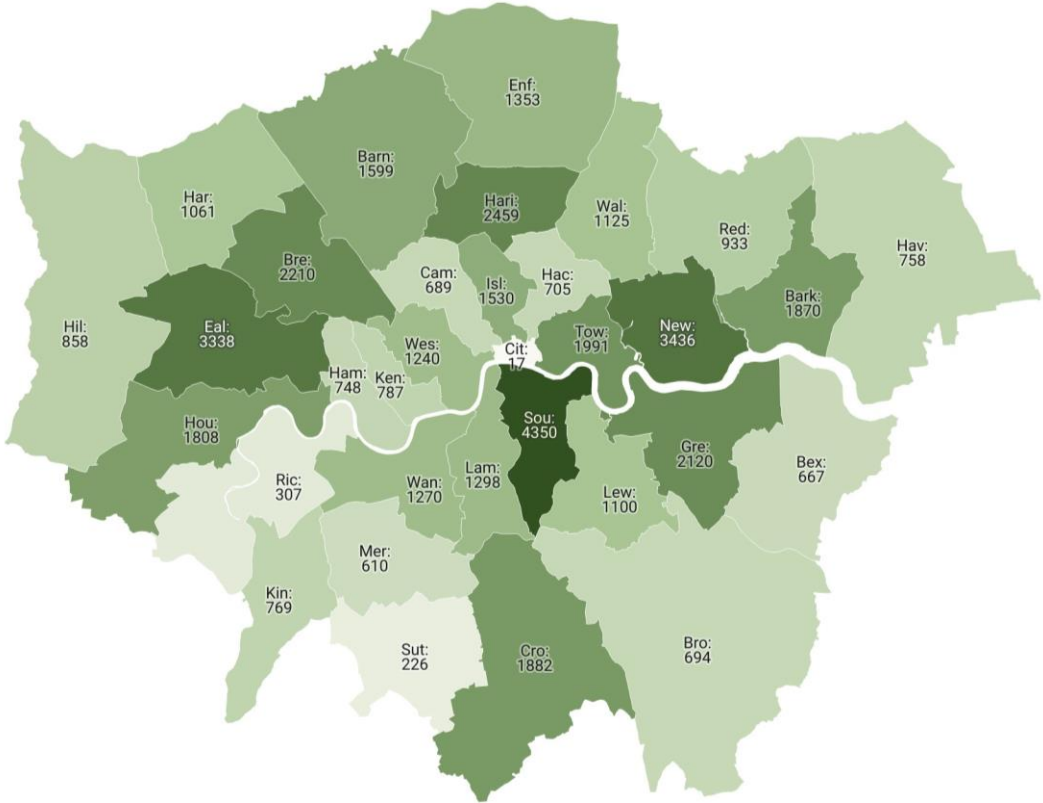 Enf:
1353
Barn:
1599
Har:
1061
Hari:
2459
Wal:
1125
Red:
933
Hav:
758
Bre:
2210
Cam:
689
Isl:
1530
Hac:
705
Bark:
1870
Hil:
858
Eal:
3338
Wes:
1240
Cit:
17
Tow:
1991
New:
3436
Ham:
748
Ken:
787
Hou:
1808
Sou:
4350
Gre:
2120
Bex:
667
Ric:
307
Wan:
1270
Lam:
1298
Lew:
1100
Mer:
610
Kin:
769
Sut:
226
Cro:
1882
Bro:
694